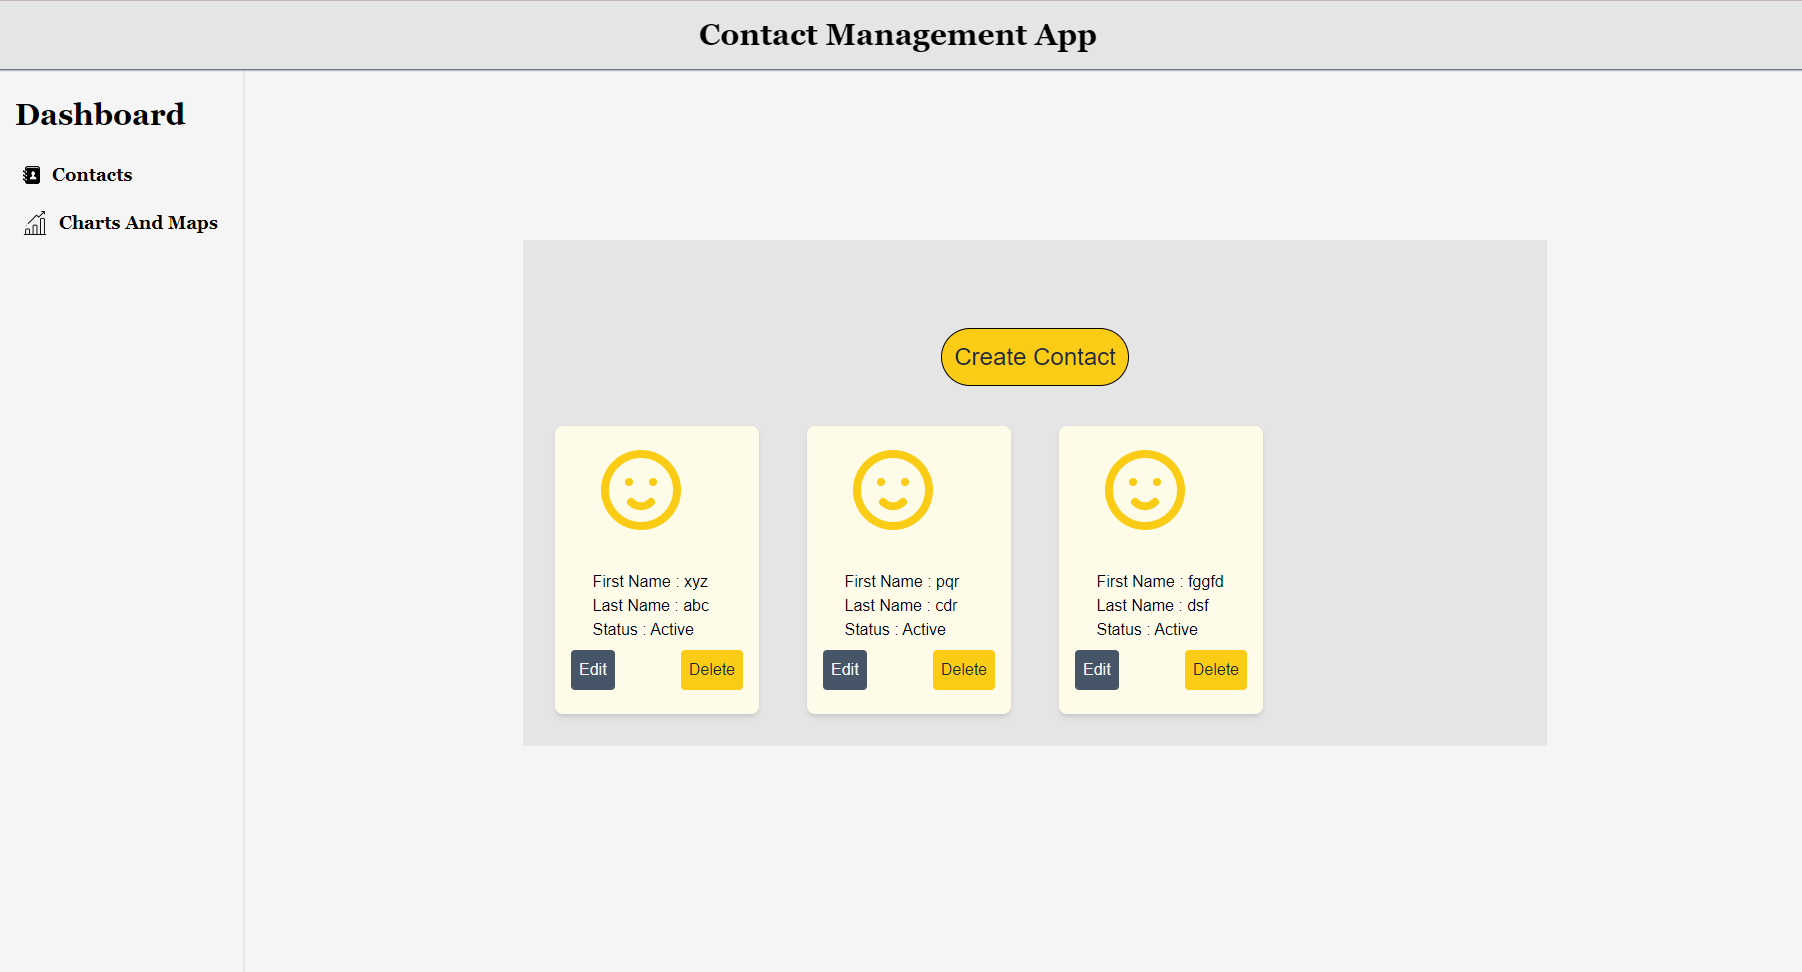 Contact Management App
Dashboard
Contacts
Charts And Maps
Create Contact
First Name : xyz
Last Name : abc
Status : Active
Edit
Delete
First Name : pqr
Last Name : cdr
Status : Active
Edit
Delete
First Name : fggfd
Last Name : dsf
Status : Active
Edit
Delete